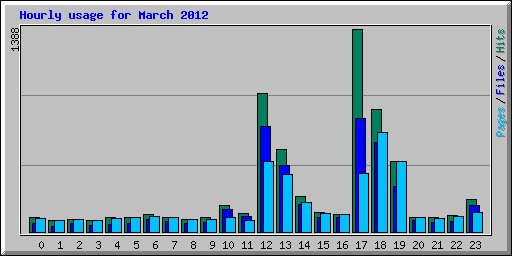 Hourly usage for March 2012
1388
Pages/Files/Hits
0 1 2 3 4 5 6 7 8 9 10 11 12 13 14 15 16 17 18 19 20 21 22 23